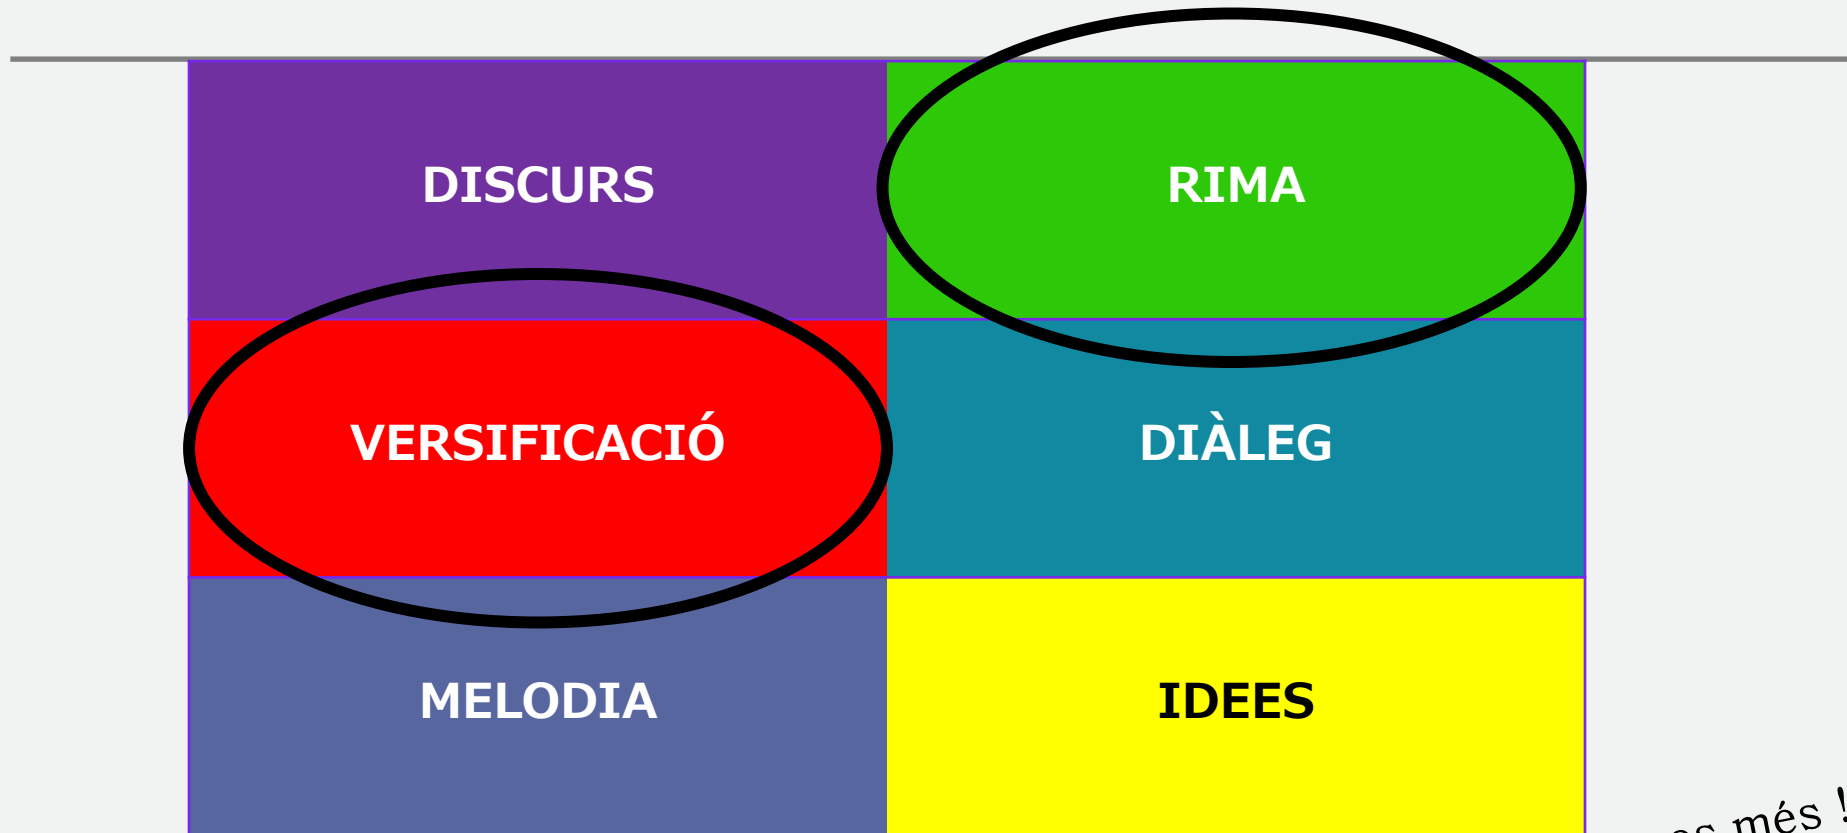 DISCURS
RIMA
VERSIFICACIÓ
DIÀLEG
MELODIA
IDEES
més !